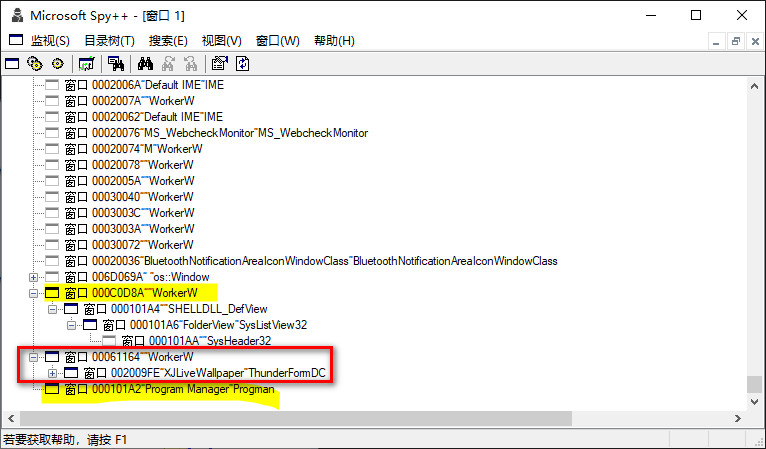 Microsoft Spy++ - [窗口 1]
监视(S) 目录树(T) 搜索(E) 视图(V) 窗口(W) 帮助(H)
窗口 0002006A"Default IME"IME
窗口 0002007A""WorkerW
窗口 00020062"Default IME"IME
窗口 00020076"MS_WebcheckMonitor"MS_WebcheckMonitor
窗口 00020074"M"WorkerW
窗口 00020078""WorkerW
窗口 0002005A""WorkerW
窗口 00030040""WorkerW
窗口 0003003C""WorkerW
窗口 0003003A""WorkerW
窗口 00030072""WorkerW
窗口 00020036"BluetoothNotificationAreaIconWindowClass"BluetoothNotificationAreaIconWindowClass
窗口 006D069A" "os::Window
窗口 000C0D8A""WorkerW
窗口 000101A4""SHELLDLL_DefView
窗口 000101A6"FolderView"SysListView32
窗口 000101AA""SysHeader32
窗口 00061164""WorkerW
窗口 002009FE"XJLiveWallpaper"ThunderFormDC
窗口 000101A2"Program Manager"Progman
若要获取帮助，请按 F1